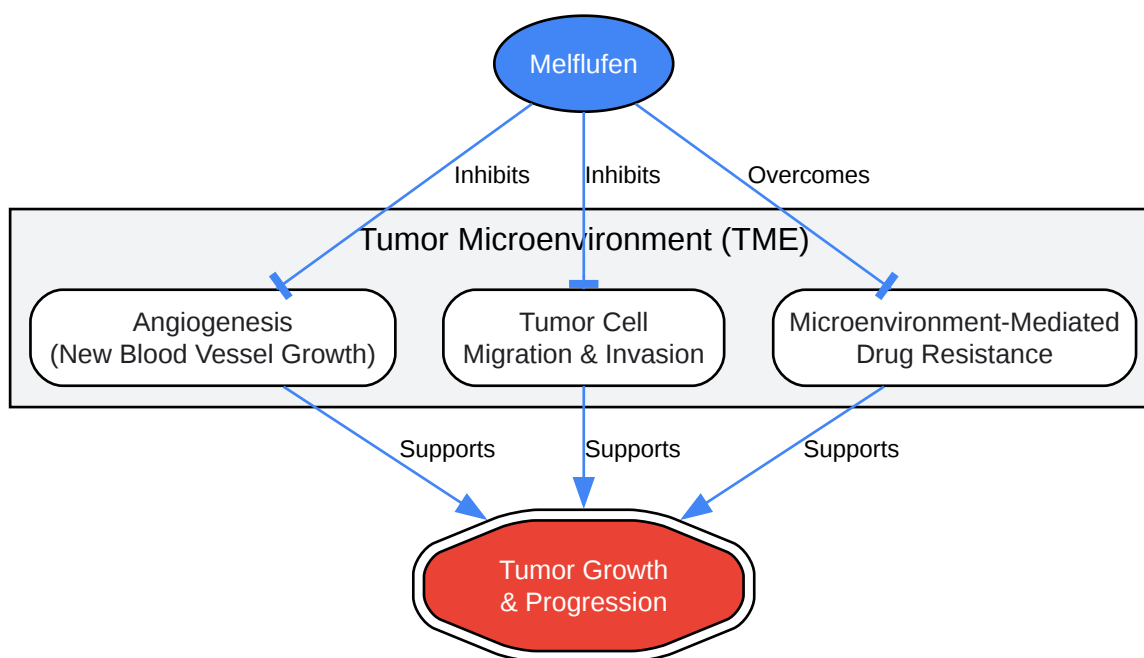 Melflufen
Inhibits
Inhibits
Overcomes
Tumor Microenvironment (TME)
Angiogenesis
(New Blood Vessel Growth)
Tumor Cell
Migration & Invasion
Microenvironment-Mediated
Drug Resistance
Supports
Supports
Supports
Tumor Growth
& Progression